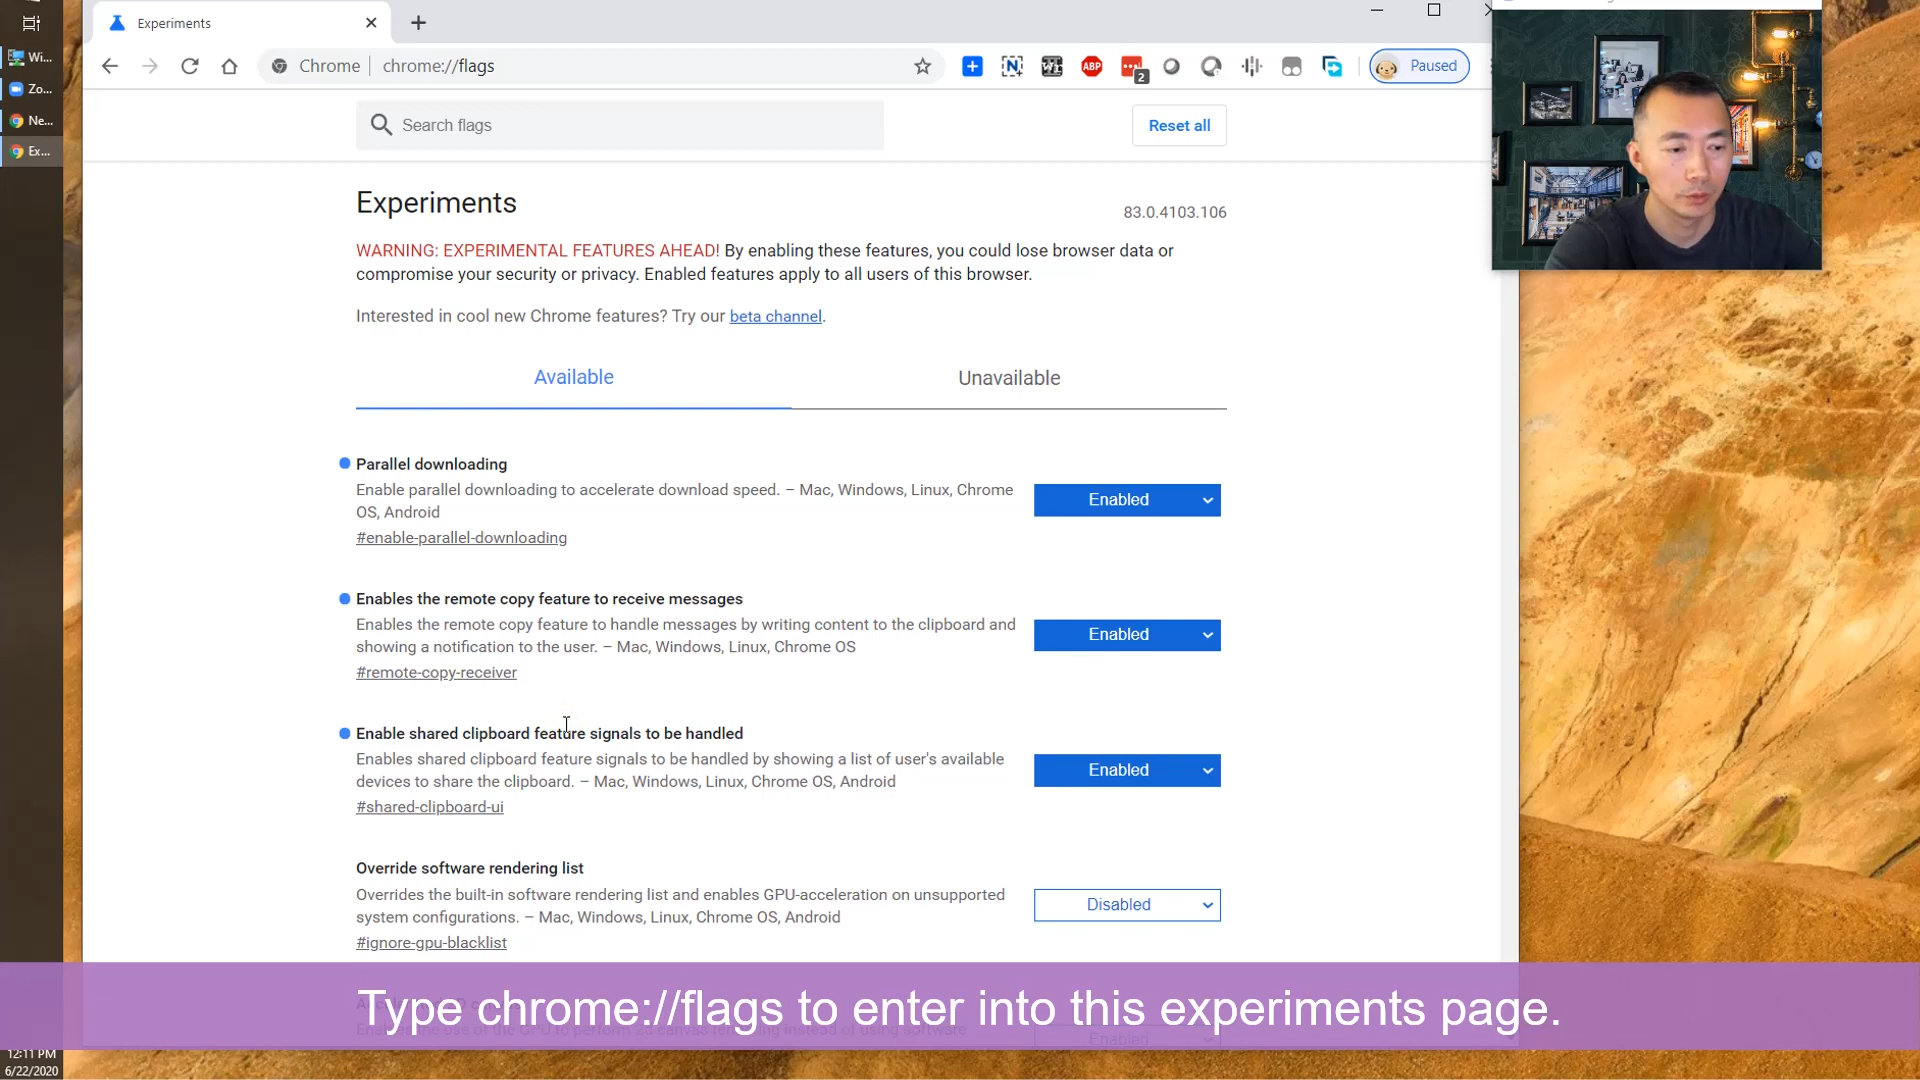 Experiments
Chrome
chrome://flags
ABP
2
Paused
Wi...
Zo...
Ne...
Ex...
Search flags
Reset all
Experiments
83.0.4103.106
WARNING: EXPERIMENTAL FEATURES AHEAD! By enabling these features, you could lose browser data or
compromise your security or privacy. Enabled features apply to all users of this browser.
Interested in cool new Chrome features? Try our beta channel.
Available
Unavailable
Parallel downloading
Enable parallel downloading to accelerate download speed. – Mac, Windows, Linux, Chrome
OS, Android
#enable-parallel-downloading
Enabled
Enables the remote copy feature to receive messages
Enables the remote copy feature to handle messages by writing content to the clipboard and
showing a notification to the user. – Mac, Windows, Linux, Chrome OS
#remote-copy-receiver
Enabled
Enable shared clipboard feature signals to be handled
Enables shared clipboard feature signals to be handled by showing a list of user's available
devices to share the clipboard. – Mac, Windows, Linux, Chrome OS, Android
#shared-clipboard-ui
Enabled
Override software rendering list
Overrides the built-in software rendering list and enables GPU-acceleration on unsupported
system configurations. – Mac, Windows, Linux, Chrome OS, Android
#ignore-gpu-blacklist
Disabled
Type chrome://flags to enter into this experiments page.
Enabled
12:11 PM
6/22/2020